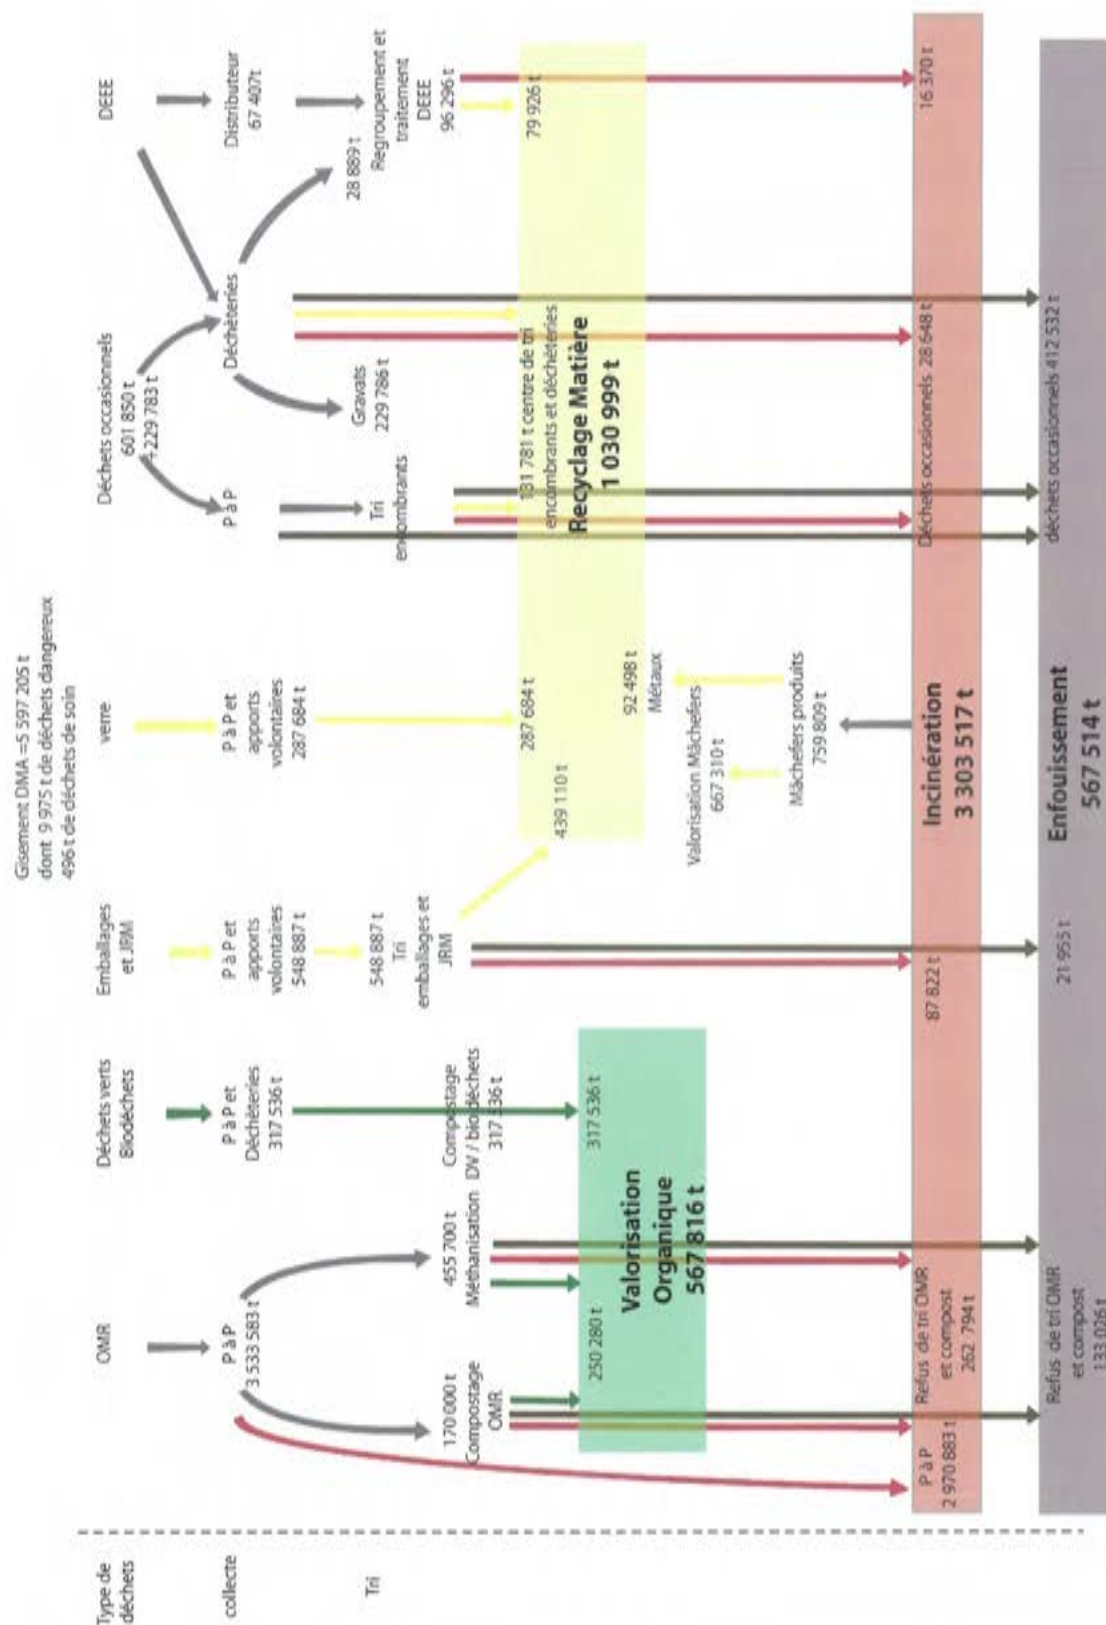 Gisement DMA =5 597 205 t
dont 9 975 t de déchets dangereux
496 t de déchets de soin
Type de
déchets
OMR
Déchets verts
Biodéchets
Emballages
et JRM
verre
Déchets occasionnels
601 850 t
+229 783 t
DEEE
collecte
P à P
3 533 583 t
P à P et
Déchèteries
317 536 t
P à P et
apports
volontaires
548 887 t
P à P et
apports
volontaires
287 684 t
P à P
Déchèteries
Distributeur
67 407t
Tri
170 000 t
Compostage
OMR
455 700 t
Méthanisation
Compostage
DV / biodéchets
317 536 t
548 887 t
Tri
emballages et
JRM
Tri
encombrants
Gravats
229 786 t
28 889 t
Regroupement et
traitement
DEEE
96 296 t
250 280 t
317 536 t
Valorisation
Organique
567 816 t
439 110 t
287 684 t
131 781 t centre de tri
encombrants et déchèteries
79 926 t
Recyclage Matière
1 030 999 t
92 498 t
Métaux
Valorisation Mâchefers
667 310 t
Mâchefers produits
759 809 t
P à P
2 970 883 t
Refus de tri OMR
et compost
262 794 t
87 822 t
Incinération
3 303 517 t
Déchets occasionnels 28 648 t
16 370 t
Refus de tri OMR
et compost
133 026 t
21 955 t
Enfouissement
567 514 t
déchets occasionnels 412 532 t